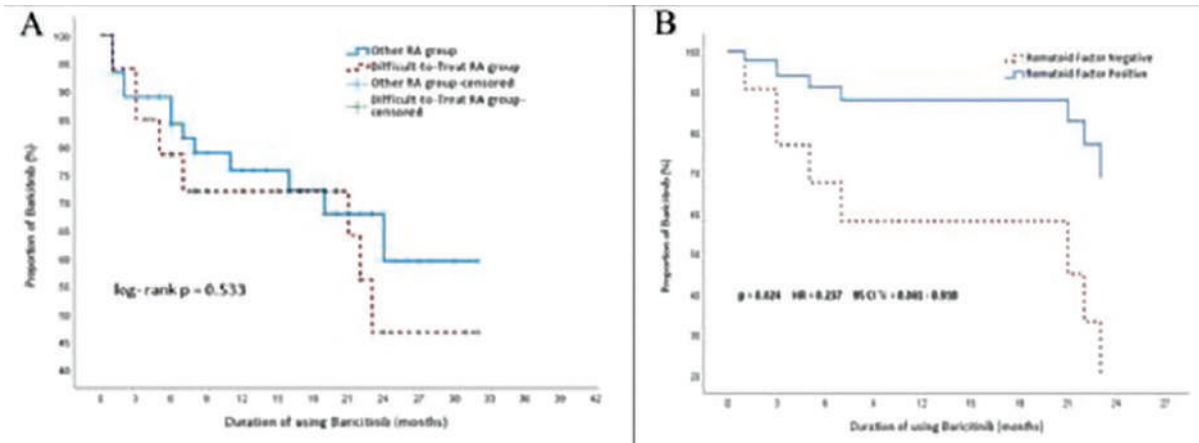 A
100
95
90
85
80
75
70
65
60
55
50
45
40
Proportion of Baricitinib (%)
Other RA group
Difficult-to-Treat RA group
Other RA group-censored
Difficult-to-Treat RA group-
censored
log-rank p = 0.533
0 3 6 9 12 15 18 21 24 27 30 33 36 39 42
Duration of using Baricitinib (months)
B
100
90
80
70
60
50
40
30
20
Proportion of Baricitinib (%)
Romatoid Factor Negative
Romatoid Factor Positive
p = 0.024 HR = 0.237 95 CI % =
0 3 6 9 12 15 18 21 24 27
Duration of using Baricitinib (months)